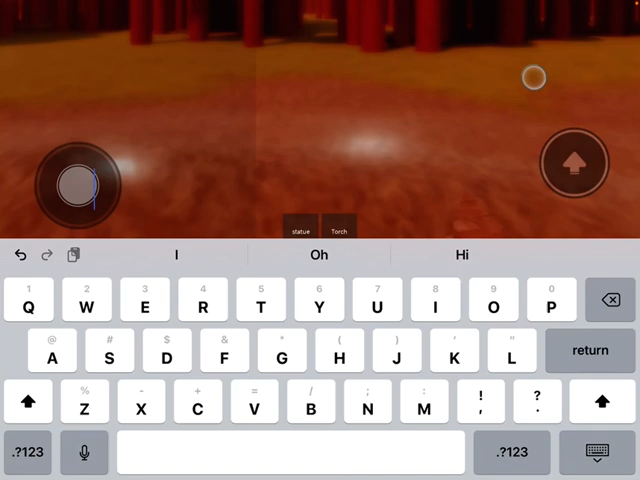 statue Torch
I Oh Hi
1 2 3 4 5 6 7 8 9 0
Q W E R T Y U I O P
@ # $ & * ( ) ' "
A S D F G H J K L return
% - + = / ; : ! ?
Z X C V B N M , .
.?123 .?123